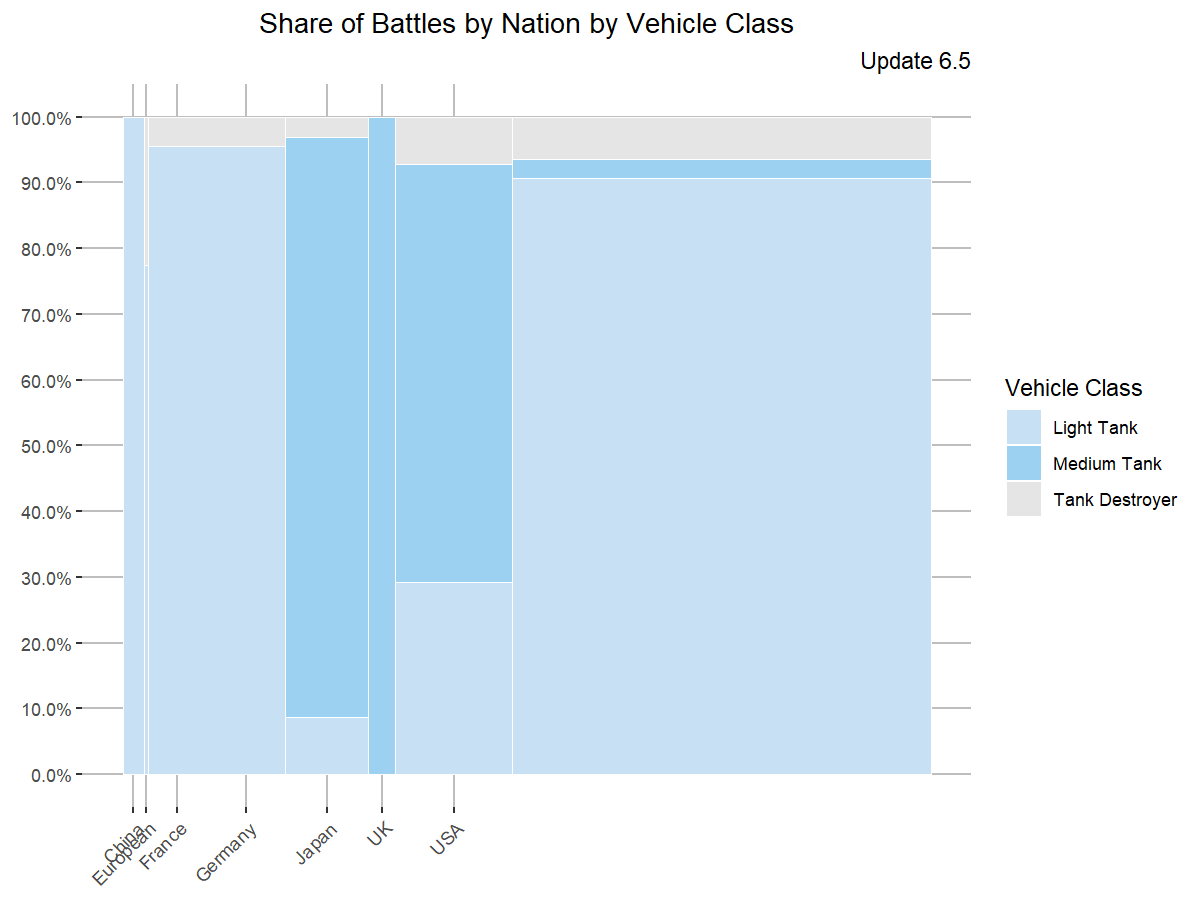 Share of Battles by Nation by Vehicle Class
Update 6.5
100.0%
90.0%
80.0%
70.0%
60.0%
50.0%
40.0%
30.0%
20.0%
10.0%
0.0%
China
European
France
Germany
Japan
UK
USA
Vehicle Class
Light Tank
Medium Tank
Tank Destroyer